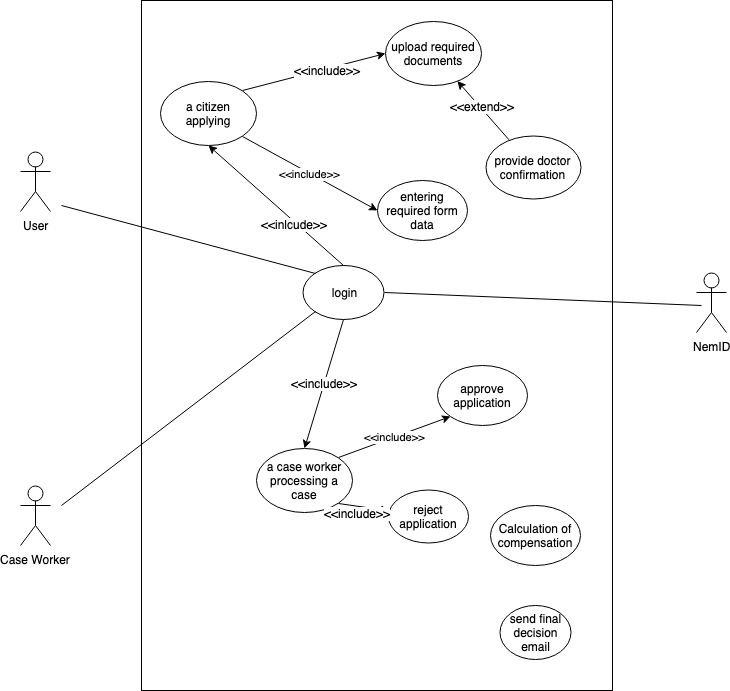 upload required
documents
<<include>>
a citizen
applying
<<extend>>
provide doctor
confirmation
<<include>>
entering
required form
data
User
<<inlcude>>
login
NemID
<<include>>
approve
application
<<include>>
a case worker
processing a
case
<<include>>
reject
application
Calculation of
compensation
Case Worker
send final
decision
email